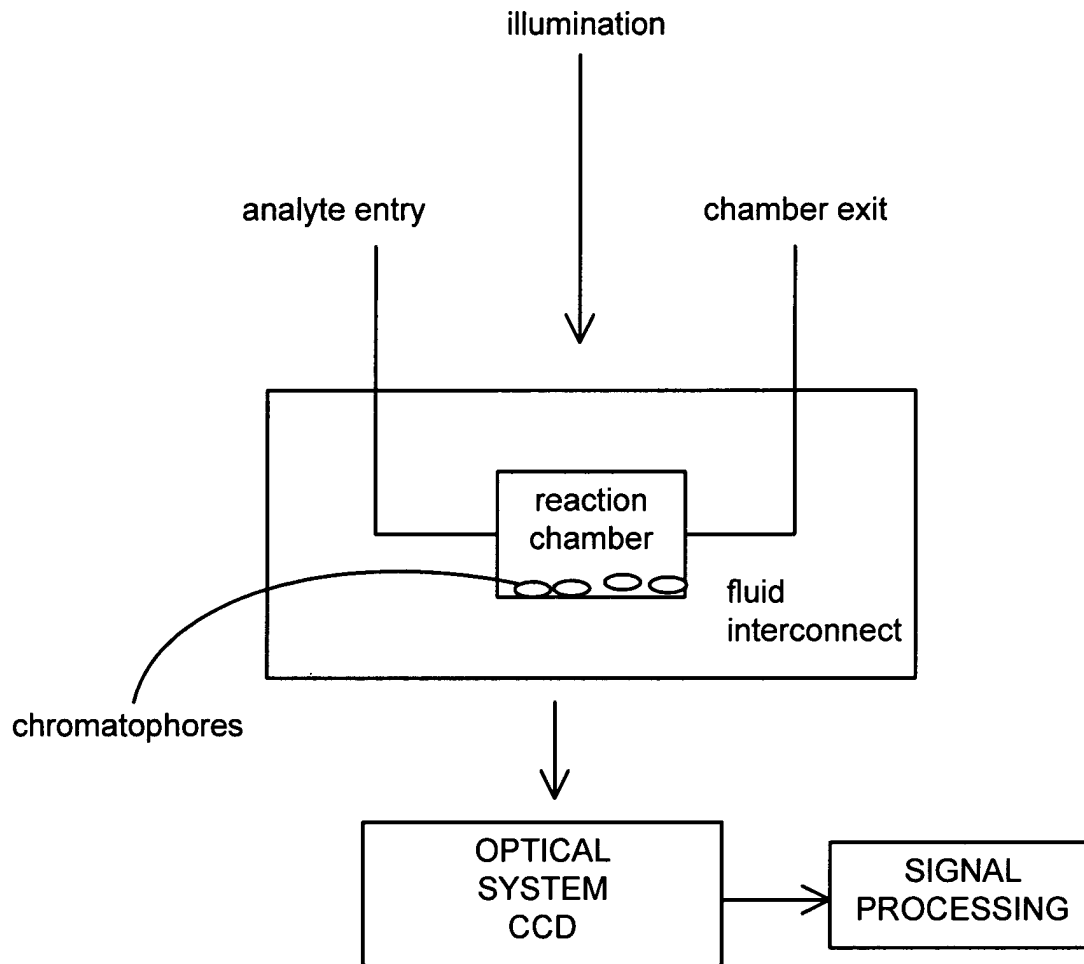 illumination
analyte entry
chamber exit
reaction
chamber
fluid
interconnect
chromatophores
OPTICAL
SYSTEM
CCD
SIGNAL
PROCESSING